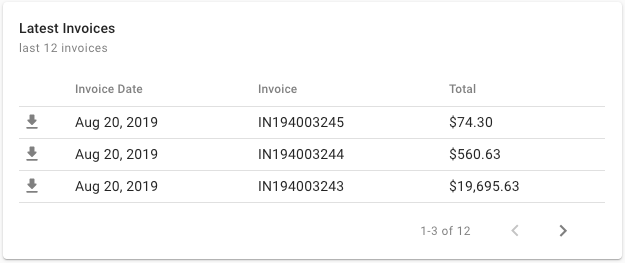 Latest Invoices
last 12 invoices
Invoice Date Invoice Total
Aug 20, 2019 IN194003245 $74.30
Aug 20, 2019 IN194003244 $560.63
Aug 20, 2019 IN194003243 $19,695.63
1-3 of 12